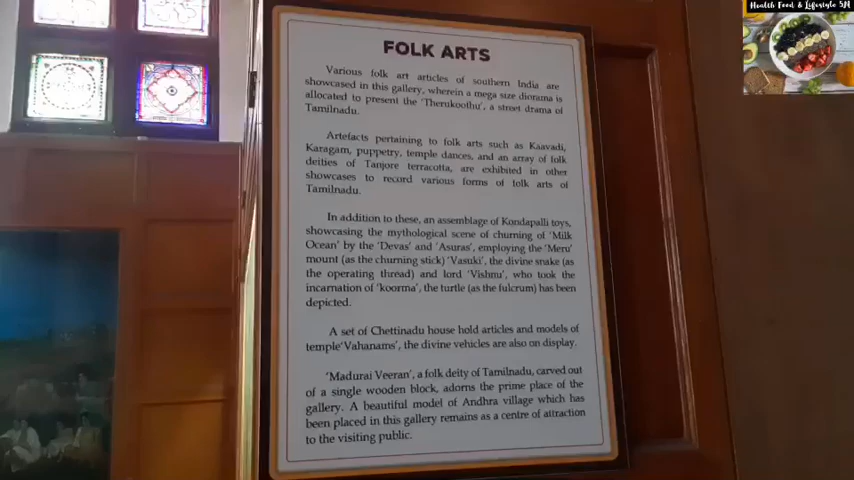 Health Food & Lifestyle SN
FOLK ARTS
Various folk art articles of southern India are
showcased in this gallery, wherein a mega size diorama is
allocated to present the 'Therukoothu', a street drama of
Tamilnadu.
Artefacts pertaining to folk arts such as Kaavadi,
Karagam, puppetry, temple dances, and an array of folk
deities of Tanjore terracotta, are exhibited in other
showcases to record various forms of folk arts of
Tamilnadu.
In addition to these, an assemblage of Kondapalli toys,
showcasing the mythological scene of churning of 'Milk
Ocean' by the 'Devas' and 'Asuras', employing the 'Meru'
mount (as the churning stick) 'Vasuki', the divine snake (as
the operating thread) and lord 'Vishnu', who took the
incarnation of 'koorma', the turtle (as the fulcrum) has been
depicted.
A set of Chettinadu house hold articles and models of
temple'Vahanams', the divine vehicles are also on display.
'Madurai Veeran', a folk deity of Tamilnadu, carved out
of a single wooden block, adorns the prime place of the
gallery. A beautiful model of Andhra village which has
been placed in this gallery remains as a centre of attraction
to the visiting public.